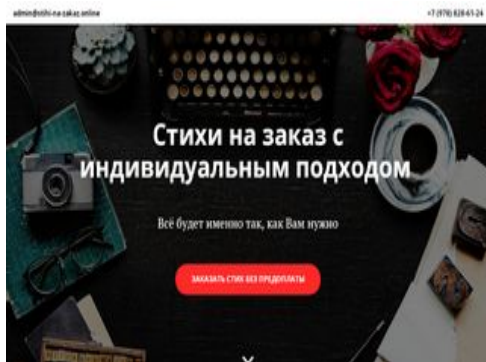 admin@stihi-na-zakaz.online
+7 (978) 828-61-24
Стихи на заказ с
индивидуальным подходом
Всё будет именно так, как Вам нужно
ЗАКАЗАТЬ СТИХ БЕЗ ПРЕДОПЛАТЫ